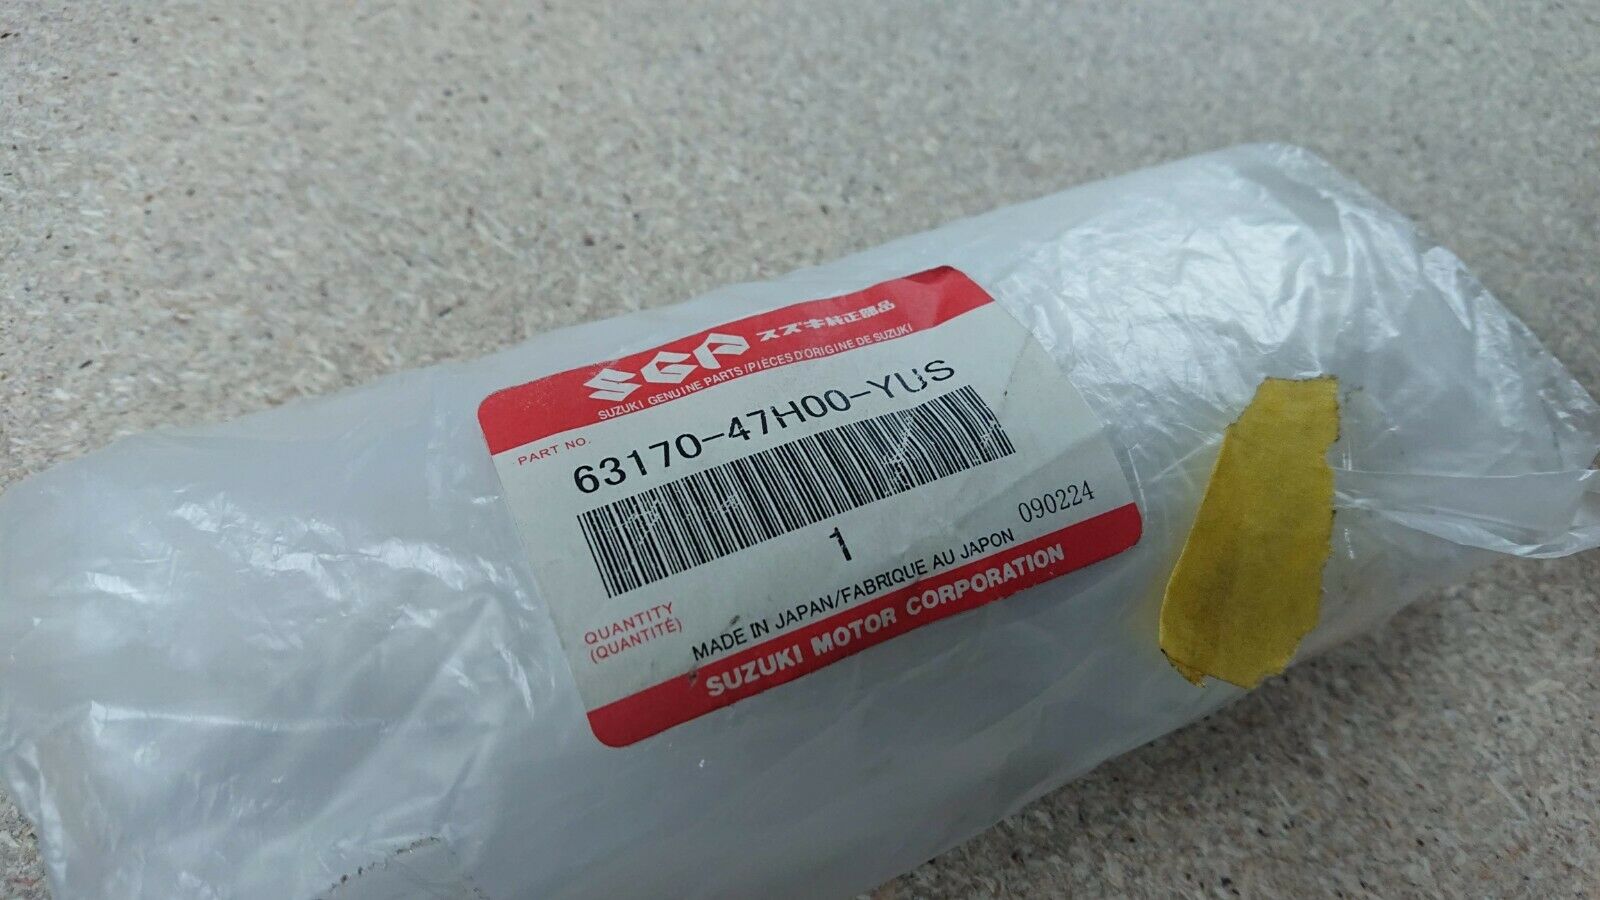 SGP スズキ純正部品
SUZUKI GENUINE PARTS/PIÈCES D'ORIGINE DE SUZUKI
PART NO.
63170-47H00-YUS
1
090224
QUANTITY
(QUANTITÉ)
MADE IN JAPAN/FABRIQUE AU JAPON
SUZUKI MOTOR CORPORATION